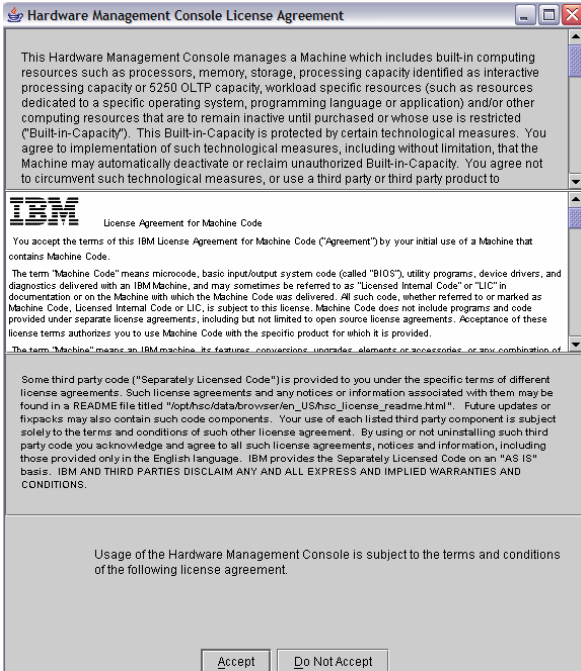 Hardware Management Console License Agreement
This Hardware Management Console manages a Machine which includes built-in computing
resources such as processors, memory, storage, processing capacity identified as interactive
processing capacity or 5250 OLTP capacity, workload specific resources (such as resources
dedicated to a specific operating system, programming language or application) and/or other
computing resources that are to remain inactive until purchased or whose use is restricted
("Built-in-Capacity"). This Built-in-Capacity is protected by certain technological measures. You
agree to implementation of such technological measures, including without limitation, that the
Machine may automatically deactivate or reclaim unauthorized Built-in-Capacity. You agree not
to circumvent such technological measures, or use a third party or third party product to
IBM
License Agreement for Machine Code
You accept the terms of this IBM License Agreement for Machine Code ("Agreement") by your initial use of a Machine that
contains Machine Code.
The term "Machine Code" means microcode, basic input/output system code (called "BIOS"), utility programs, device drivers, and
diagnostics delivered with an IBM Machine, and may sometimes be referred to as "Licensed Internal Code" or "LIC" in
documentation or on the Machine with which the Machine Code was delivered. All such code, whether referred to or marked as
Machine Code, Licensed Internal Code or LIC, is subject to this license. Machine Code does not include programs and code
provided under separate license agreements, including but not limited to open source license agreements. Acceptance of these
license terms authorizes you to use Machine Code with the specific product for which it is provided.
The term "Machine" means an IBM machine, its features, conversions, upgrades, elements or accessories, or any combination of
Some third party code ("Separately Licensed Code") is provided to you under the specific terms of different
license agreements. Such license agreements and any notices or information associated with them may be
found in a README file titled "/opt/hsc/data/browser/en_US/hsc_license_readme.html". Future updates or
fixpacks may also contain such code components. Your use of each listed third party component is subject
solely to the terms and conditions of such other license agreement. By using or not uninstalling such third
party code you acknowledge and agree to all such license agreements, notices and information, including
those provided only in the English language. IBM provides the Separately Licensed Code on an "AS IS"
basis. IBM AND THIRD PARTIES DISCLAIM ANY AND ALL EXPRESS AND IMPLIED WARRANTIES AND
CONDITIONS.
Usage of the Hardware Management Console is subject to the terms and conditions
of the following license agreement.
Accept Do Not Accept